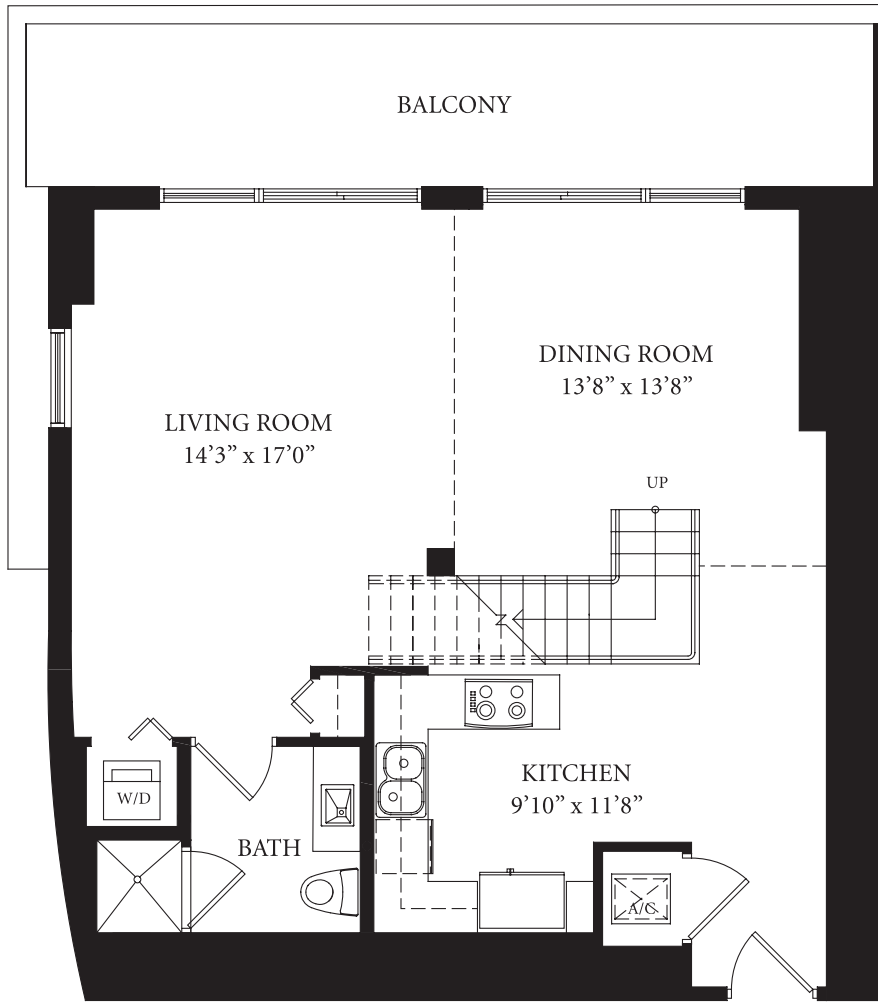 BALCONY
DINING ROOM
13’8” x 13’8”
LIVING ROOM
14’3” x 17’0”
UP
KITCHEN
9’10” x 11’8”
W/D
BATH
A/C